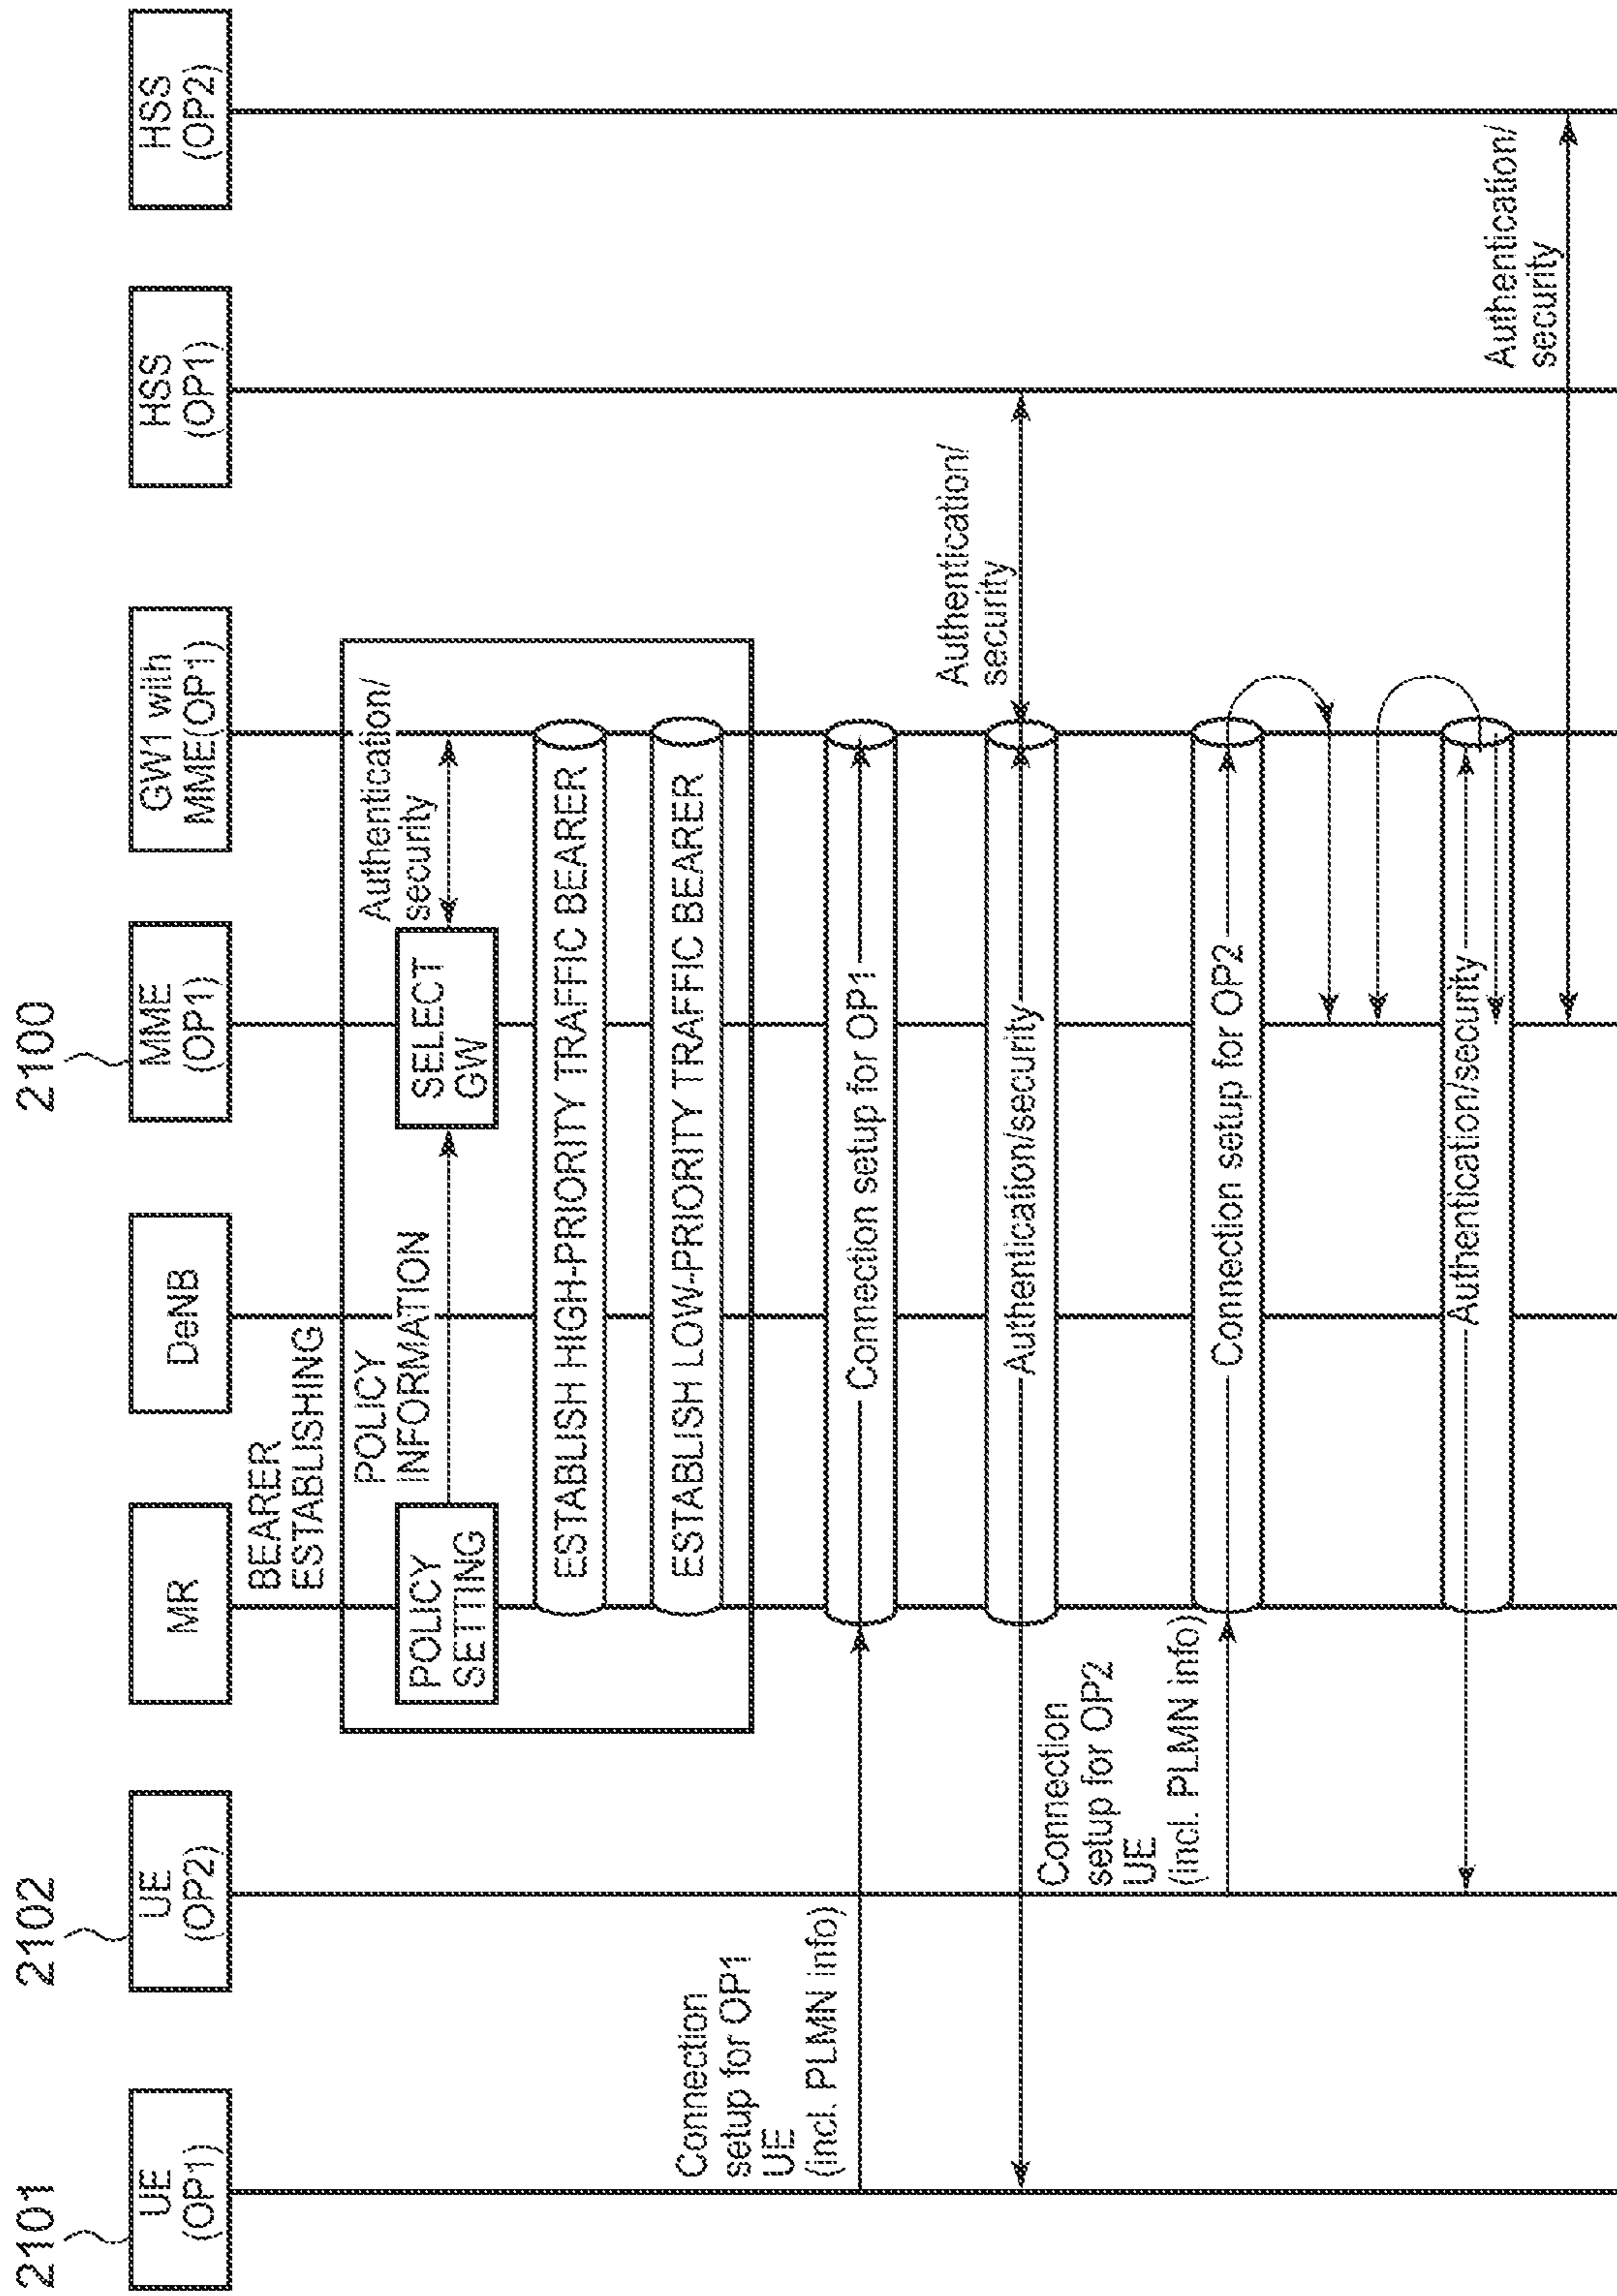 2101
UE
(OP1)
2102
UE
(OP2)
MR
DeNB
2100
MME
(OP1)
GW1 with
MME(OP1)
HSS
(OP1)
HSS
(OP2)
BEARER
ESTABLISHING
POLICY
SETTING
POLICY
INFORMATION
SELECT
GW
Authentication/
security
ESTABLISH HIGH-PRIORITY TRAFFIC BEARER
ESTABLISH LOW-PRIORITY TRAFFIC BEARER
Connection
setup for OP1
UE
(incl. PLMN info)
Connection setup for OP1
Authentication/security
Authentication/
security
Connection
setup for OP2
UE
(incl. PLMN info)
Connection setup for OP2
Authentication/security
Authentication/
security